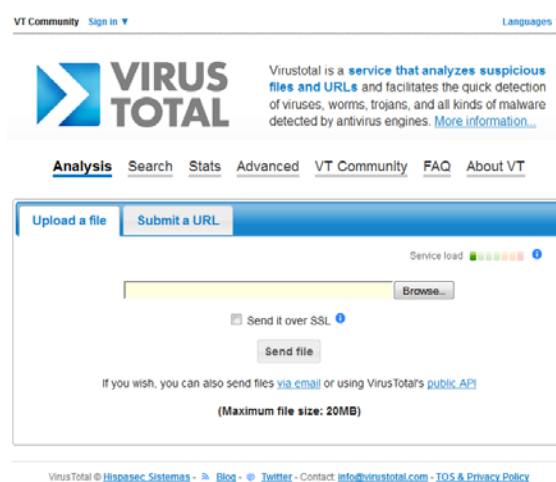 VT Community Sign in ▼ Languages
VIRUS
TOTAL
Virustotal is a service that analyzes suspicious
files and URLs and facilitates the quick detection
of viruses, worms, trojans, and all kinds of malware
detected by antivirus engines. More information...
Analysis Search Stats Advanced VT Community FAQ About VT
Upload a file Submit a URL
Service load
Browse...
Send it over SSL
Send file
If you wish, you can also send files via email or using VirusTotal's public API
(Maximum file size: 20MB)
VirusTotal © Hispasec Sistemas - Blog - Twitter - Contact: info@virustotal.com - TOS & Privacy Policy